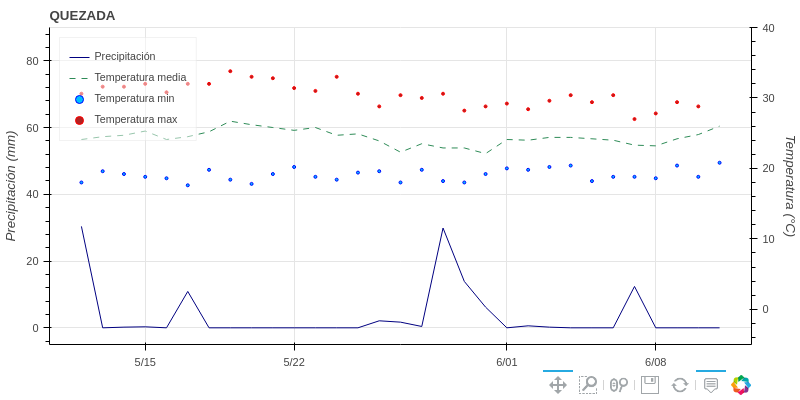 QUEZADA
Precipitación
Temperatura media
Temperatura min
Temperatura max
Precipitación (mm)
80
60
40
20
0
Temperatura (°C)
40
30
20
10
0
5/15
5/22
6/01
6/08